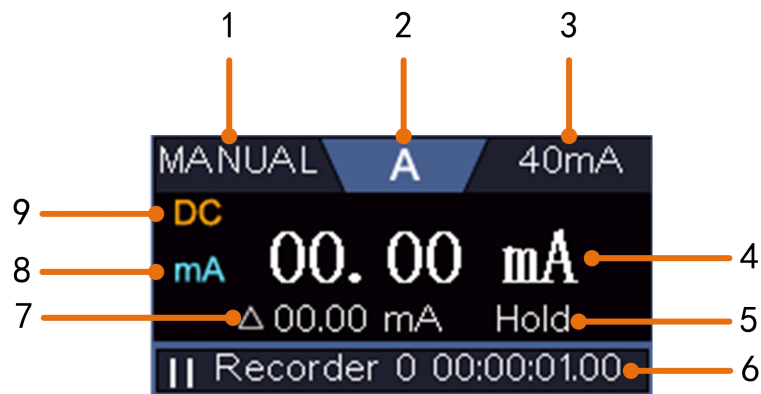 1 2 3
MANUAL A 40mA
9 DC
8 mA 00.00 mA 4
7 △ 00.00 mA Hold 5
|| Recorder 0 00:00:01.00 6